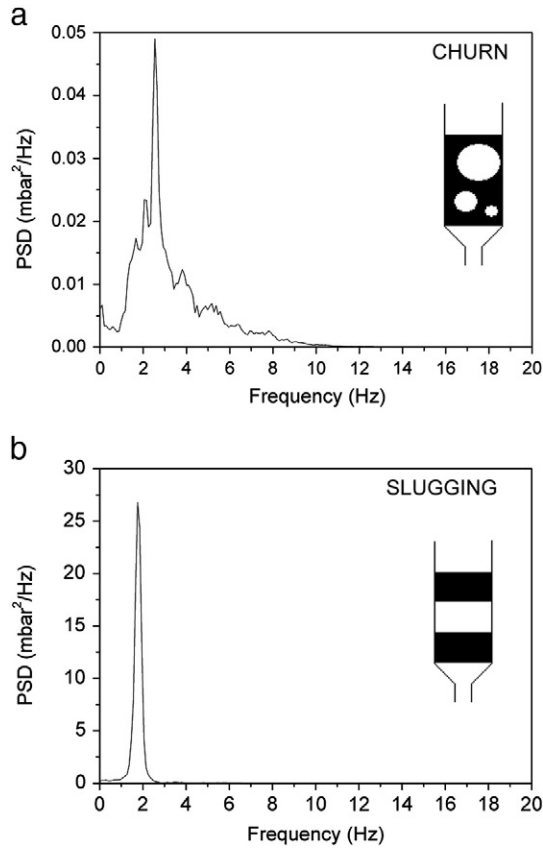 a
CHURN
PSD (mbar²/Hz)
0.05
0.04
0.03
0.02
0.01
0.00
0 2 4 6 8 10 12 14 16 18 20
Frequency (Hz)
b
SLUGGING
PSD (mbar²/Hz)
30
25
20
15
10
5
0
0 2 4 6 8 10 12 14 16 18 20
Frequency (Hz)